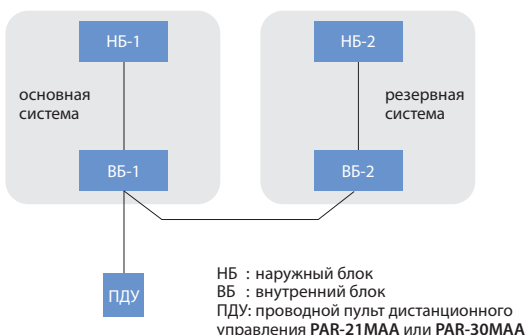 НБ-1
НБ-2
основная
система
резервная
система
ВБ-1
ВБ-2
ПДУ
НБ : наружный блок
ВБ : внутренний блок
ПДУ: проводной пульт дистанционного
управления PAR-21MAA или PAR-30MAA